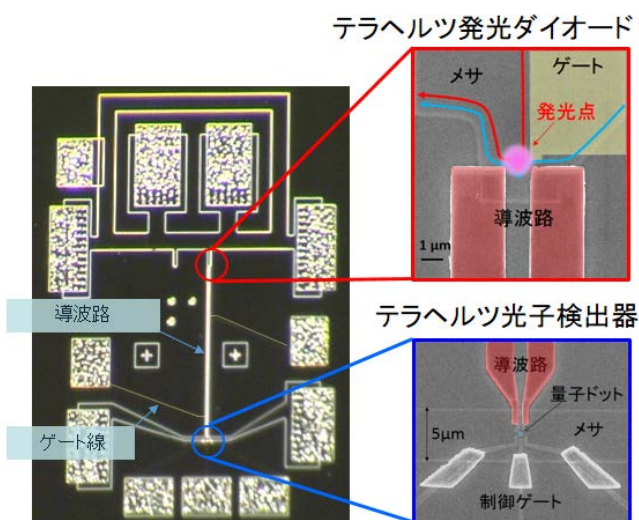 テラヘルツ発光ダイオード
メサ
ゲート
発光点
導波路
1 μm
導波路
ゲート線
テラヘルツ光子検出器
導波路
量子ドット
5μm
メサ
制御ゲート